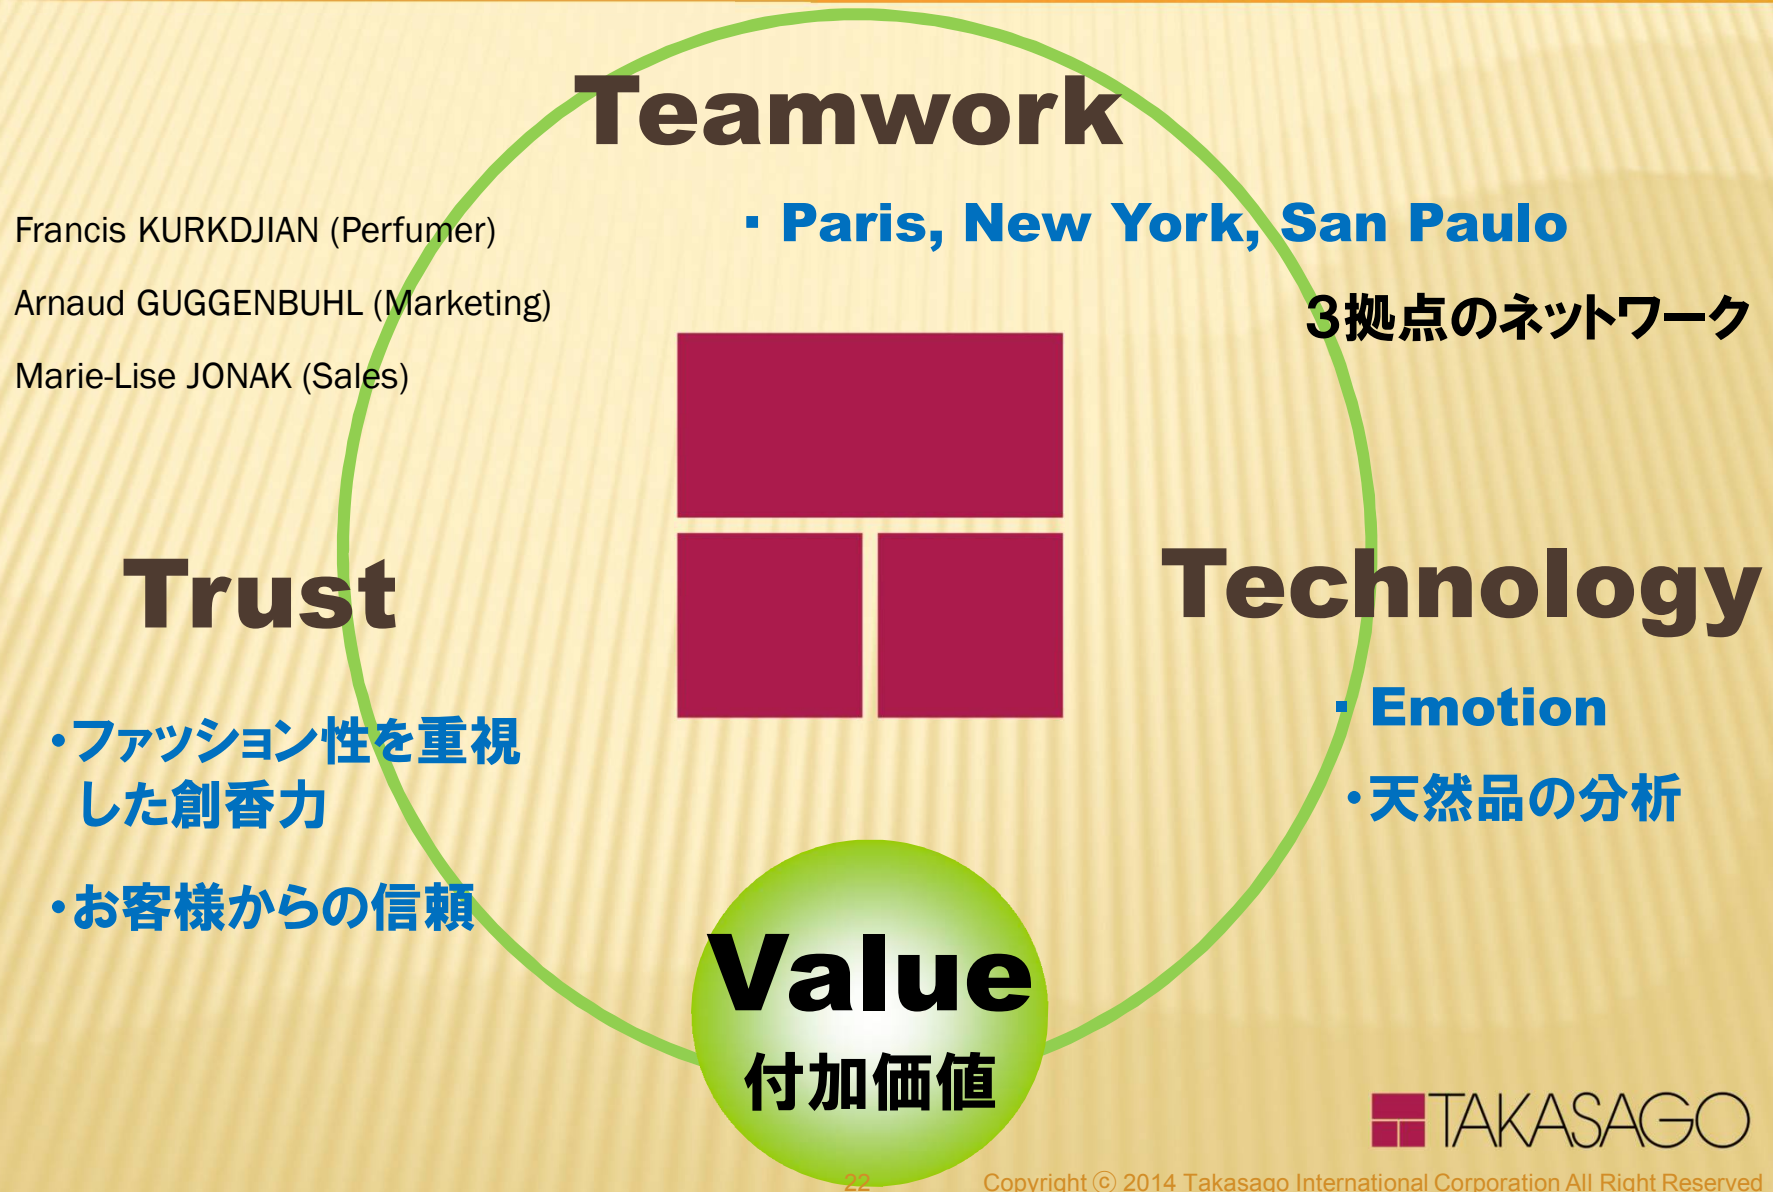 Teamwork
Francis KURKDJIAN (Perfumer)
Arnaud GUGGENBUHL (Marketing)
Marie-Lise JONAK (Sales)
▪ Paris, New York, San Paulo
3拠点のネットワーク
Trust
・ファッション性を重視
した創香力
・お客様からの信頼
Technology
▪ Emotion
・天然品の分析
Value
付加価値
TAKASAGO
22
Copyright ⓒ 2014 Takasago International Corporation All Right Reserved